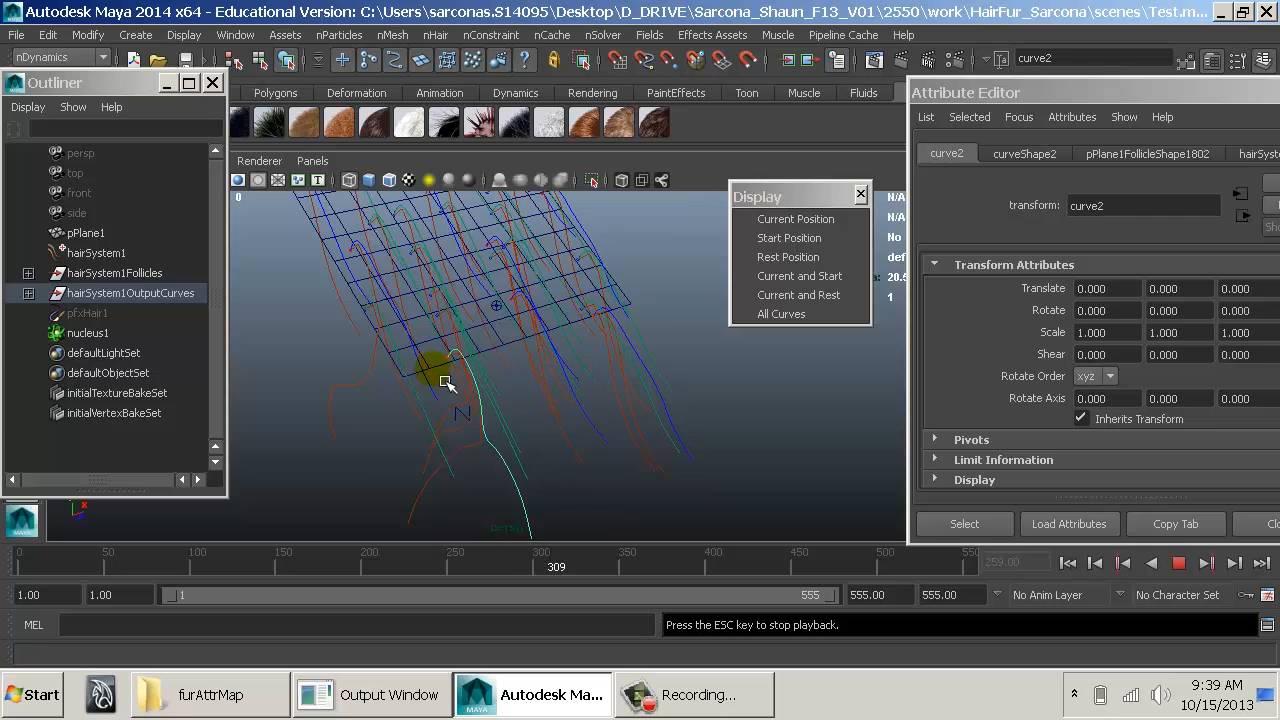 Autodesk Maya 2014 x64 - Educational Version: C:\Users\sarconas.S14095\Desktop\D_DRIVE\Sarcona_Shaun_F13_V01\2550\work\HairFur_Sarcona\scenes\Test.m...
File Edit Modify Create Display Window Assets nParticles nMesh nHair nConstraint nCache nSolver Fields Effects Assets Muscle Pipeline Cache
nDynamics
curve2
Outliner
Display Show Help
persp
top
front
side
pPlane1
hairSystem1
hairSystem1Follicles
hairSystem1OutputCurves
pfxHair1
nucleus1
defaultLightSet
defaultObjectSet
initialTextureBakeSet
initialVertexBakeSet
Polygons Deformation Animation Dynamics Rendering PaintEffects Toon Muscle Fluids
Renderer Panels
0
N
persp
Display
Current Position
Start Position
Rest Position
Current and Start
Current and Rest
All Curves
N/A
N/A
No
def
20.5
1
Attribute Editor
List Selected Focus Attributes Show Help
curve2 curveShape2 pPlane1FollicleShape1802 hairSyst
transform: curve2
Transform Attributes
Translate 0.000 0.000 0.000
Rotate 0.000 0.000 0.000
Scale 1.000 1.000 1.000
Shear 0.000 0.000 0.000
Rotate Order xyz
Rotate Axis 0.000 0.000 0.000
Inherits Transform
Pivots
Limit Information
Display
Select Load Attributes Copy Tab Clo
0 50 100 150 200 250 300 350 400 450 500 550
309
259.00
1.00 1.00 1 555 555.00 555.00 No Anim Layer No Character Set
MEL
Press the ESC key to stop playback.
Start furAttrMap Output Window Autodesk Ma... Recording...
9:39 AM
10/15/2013